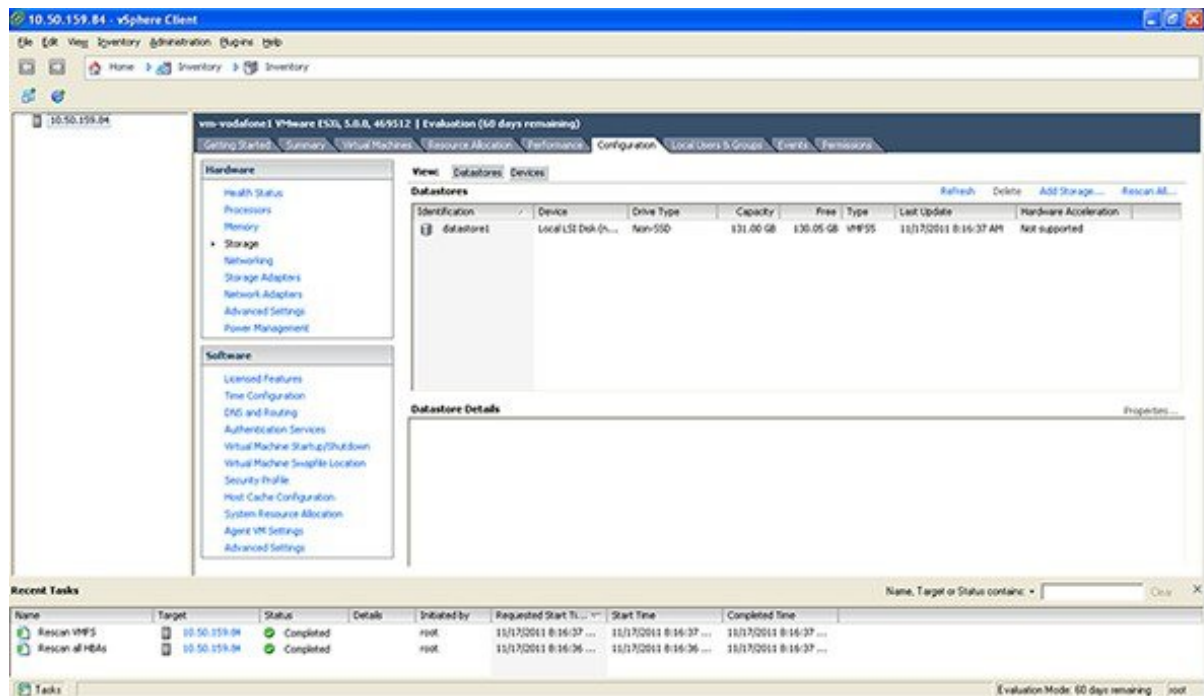 10.50.159.84 - vSphere Client
File Edit View Inventory Administration Plug-ins Help
Home Inventory Inventory
10.50.159.84
vm-vodafone1 VMware ESXi, 5.0.0, 469512 | Evaluation (60 days remaining)
Getting Started Summary Virtual Machines Resource Allocation Performance Configuration Local Users & Groups Events Permissions
Hardware
Health Status
Processors
Memory
Storage
Networking
Storage Adapters
Network Adapters
Advanced Settings
Power Management
Software
Licensed Features
Time Configuration
DNS and Routing
Authentication Services
Virtual Machine Startup/Shutdown
Virtual Machine Swapfile Location
Security Profile
Host Cache Configuration
System Resource Allocation
Agent VM Settings
Advanced Settings
View: Datastores Devices
Datastores Refresh Delete Add Storage... Rescan All...
Identification Device Drive Type Capacity Free Type Last Update Hardware Acceleration
datastore1 Local LSI Disk (n... Non-SSD 131.00 GB 130.05 GB VMFS5 11/17/2011 8:16:37 AM Not supported
Datastore Details Properties...
Recent Tasks Name, Target or Status contains: Clear X
Name Target Status Details Initiated by Requested Start Ti... Start Time Completed Time
Rescan VMFS 10.50.159.84 Completed root 11/17/2011 8:16:37 ... 11/17/2011 8:16:37 ... 11/17/2011 8:16:37 ...
Rescan all HBAs 10.50.159.84 Completed root 11/17/2011 8:16:36 ... 11/17/2011 8:16:36 ... 11/17/2011 8:16:37 ...
Tasks Evaluation Mode: 60 days remaining root